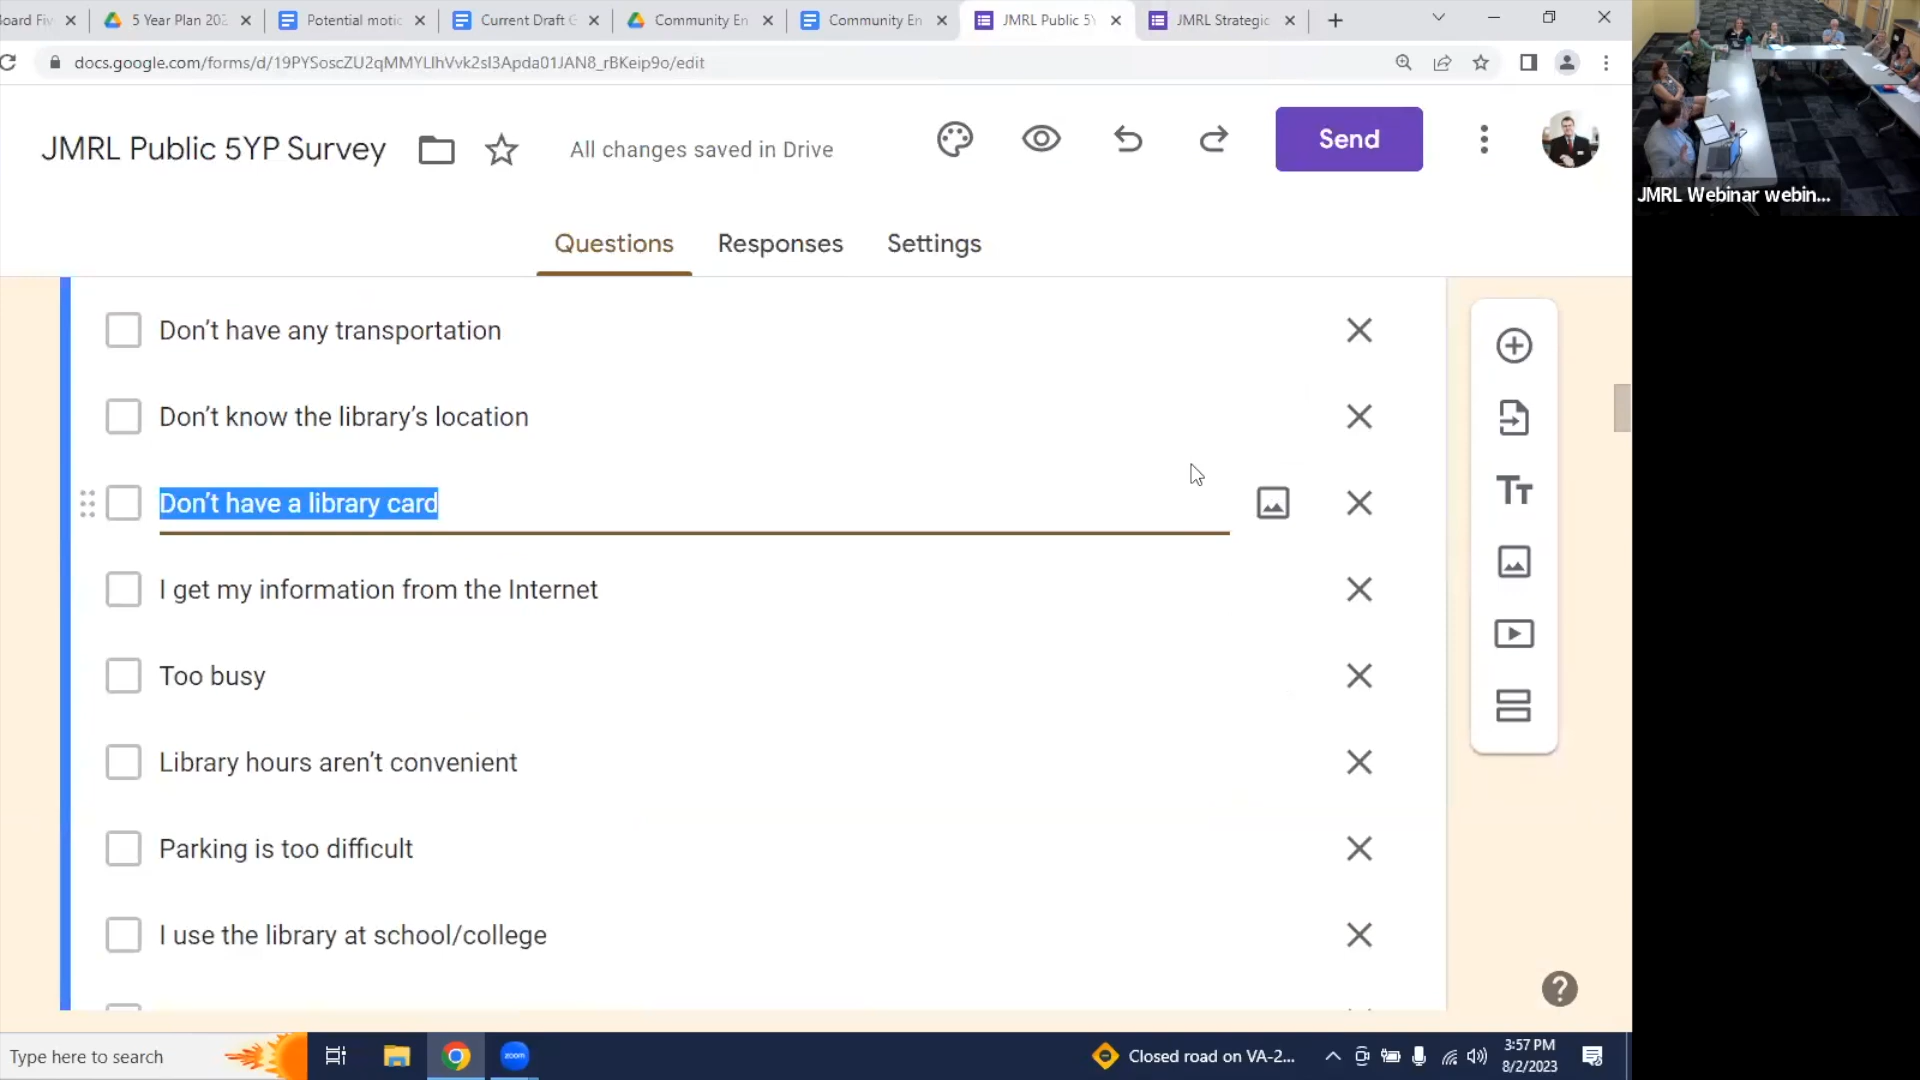 oard Fiv
5 Year Plan 202
Potential motic
Current Draft G
Community En
Community En
JMRL Public 5Y
JMRL Strategic
docs.google.com/forms/d/19PYSoscZU2qMMYLlhVvk2sl3Apda01JAN8_rBKeip9o/edit
JMRL Public 5YP Survey
All changes saved in Drive
Send
Questions
Responses
Settings
Don’t have any transportation
Don’t know the library’s location
Don’t have a library card
I get my information from the Internet
Too busy
Library hours aren’t convenient
Parking is too difficult
I use the library at school/college
Tт
JMRL Webinar webin...
Type here to search
zoom
Closed road on VA-2...
3:57 PM
8/2/2023